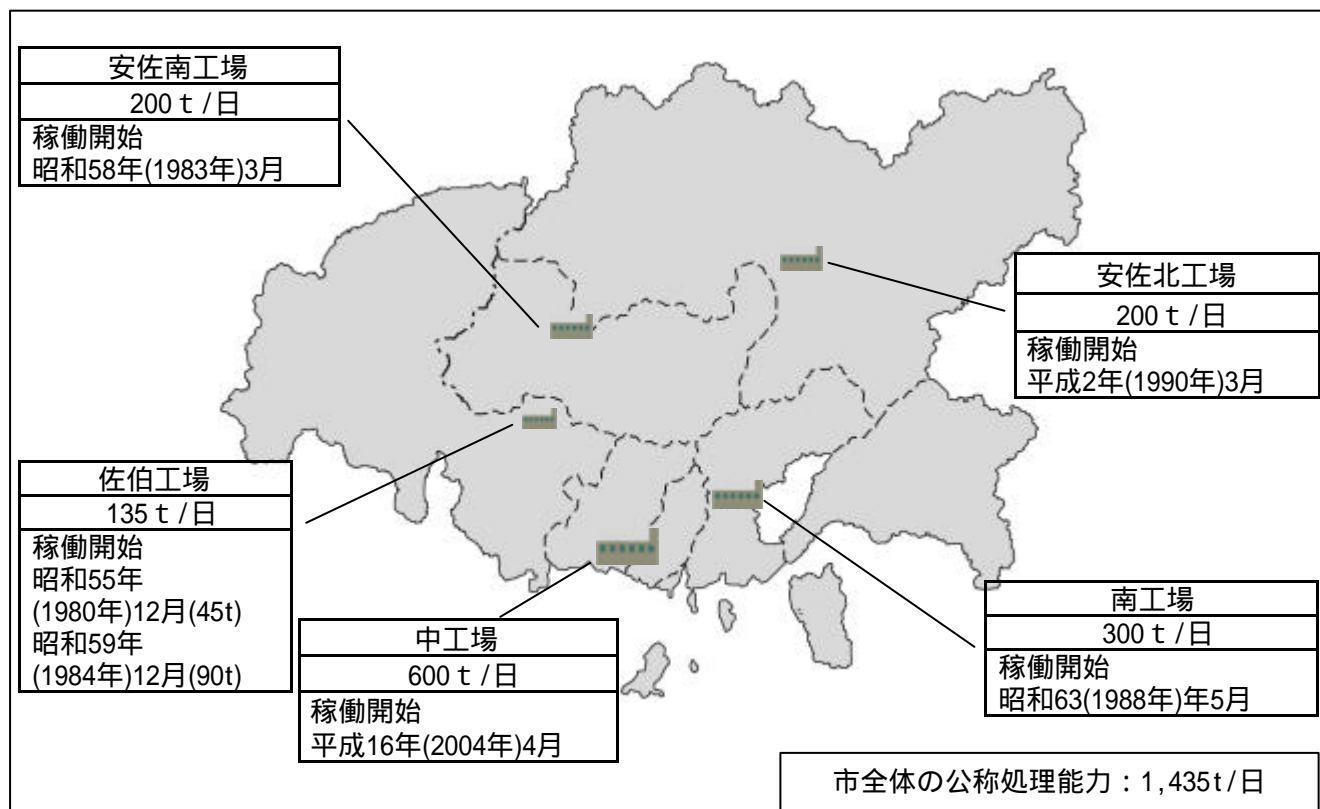 安佐南工場
200ｔ/日
稼働開始
昭和58年(1983年)3月
安佐北工場
200ｔ/日
稼働開始
平成2年(1990年)3月
佐伯工場
135ｔ/日
稼働開始
昭和55年
(1980年)12月(45t)
昭和59年
(1984年)12月(90t)
中工場
600ｔ/日
稼働開始
平成16年(2004年)4月
南工場
300ｔ/日
稼働開始
昭和63(1988年)年5月
市全体の公称処理能力：1,435t/日